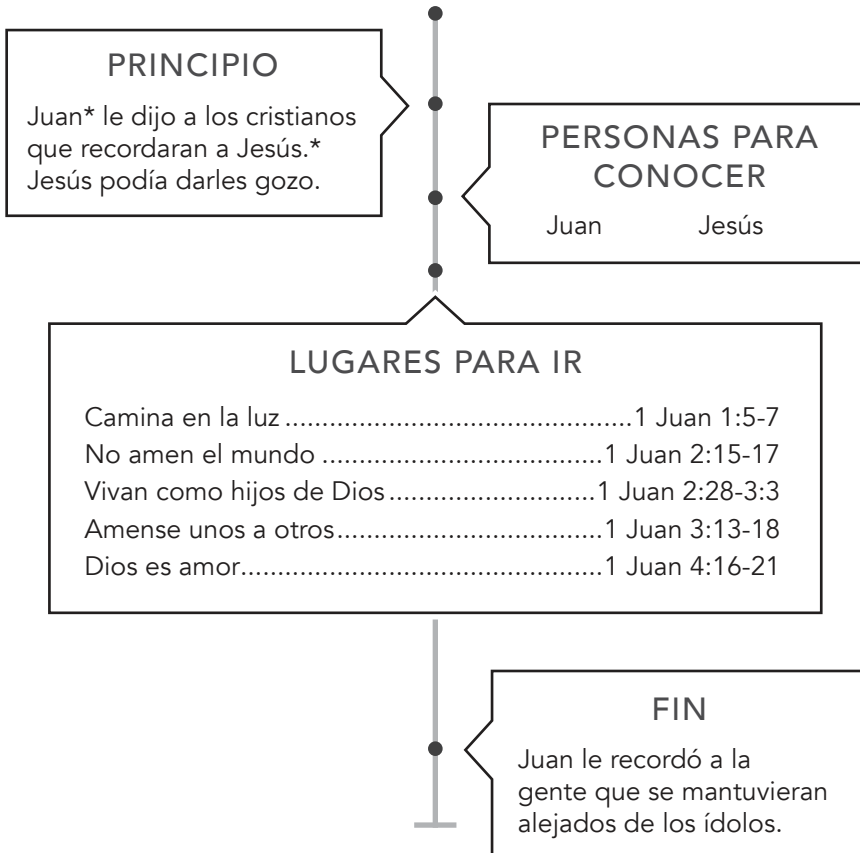 PRINCIPIO
Juan* le dijo a los cristianos
que recordaran a Jesús.*
Jesús podía darles gozo.
PERSONAS PARA
CONOCER
Juan Jesús
LUGARES PARA IR
Camina en la luz ................................................1 Juan 1:5-7
No amen el mundo .......................................1 Juan 2:15-17
Vivan como hijos de Dios ............................1 Juan 2:28-3:3
Amense unos a otros.....................................1 Juan 3:13-18
Dios es amor..................................................1 Juan 4:16-21
FIN
Juan le recordó a la
gente que se mantuvieran
alejados de los ídolos.